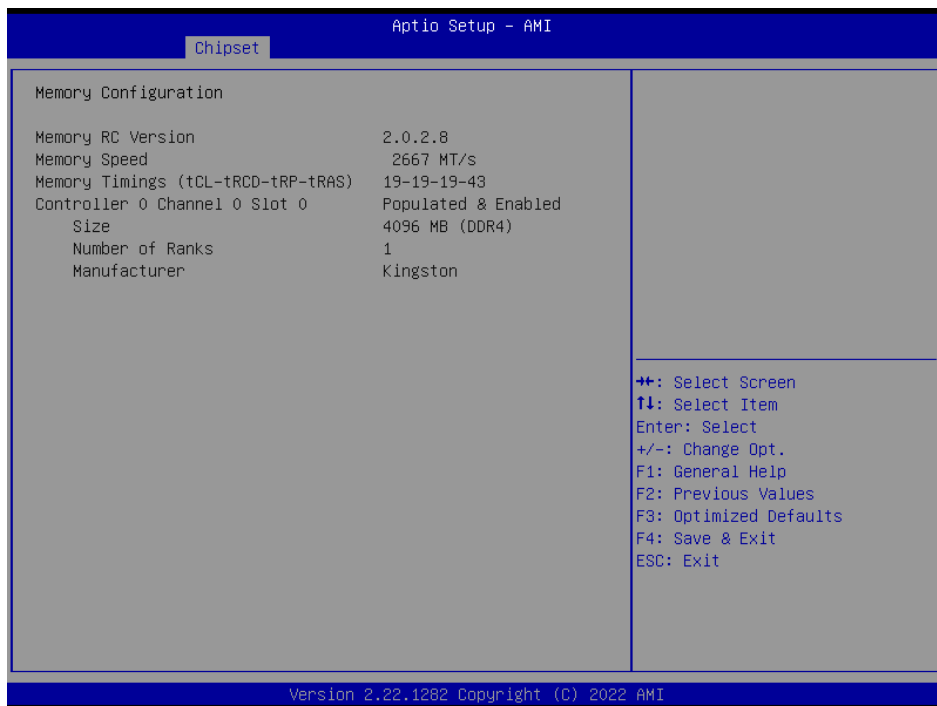 Aptio Setup – AMI
Chipset
Memory Configuration
Memory RC Version 2.0.2.8
Memory Speed 2667 MT/s
Memory Timings (tCL-tRCD-tRP-tRAS) 19-19-19-43
Controller 0 Channel 0 Slot 0 Populated & Enabled
Size 4096 MB (DDR4)
Number of Ranks 1
Manufacturer Kingston
→←: Select Screen
↑↓: Select Item
Enter: Select
+/-: Change Opt.
F1: General Help
F2: Previous Values
F3: Optimized Defaults
F4: Save & Exit
ESC: Exit
Version 2.22.1282 Copyright (C) 2022 AMI